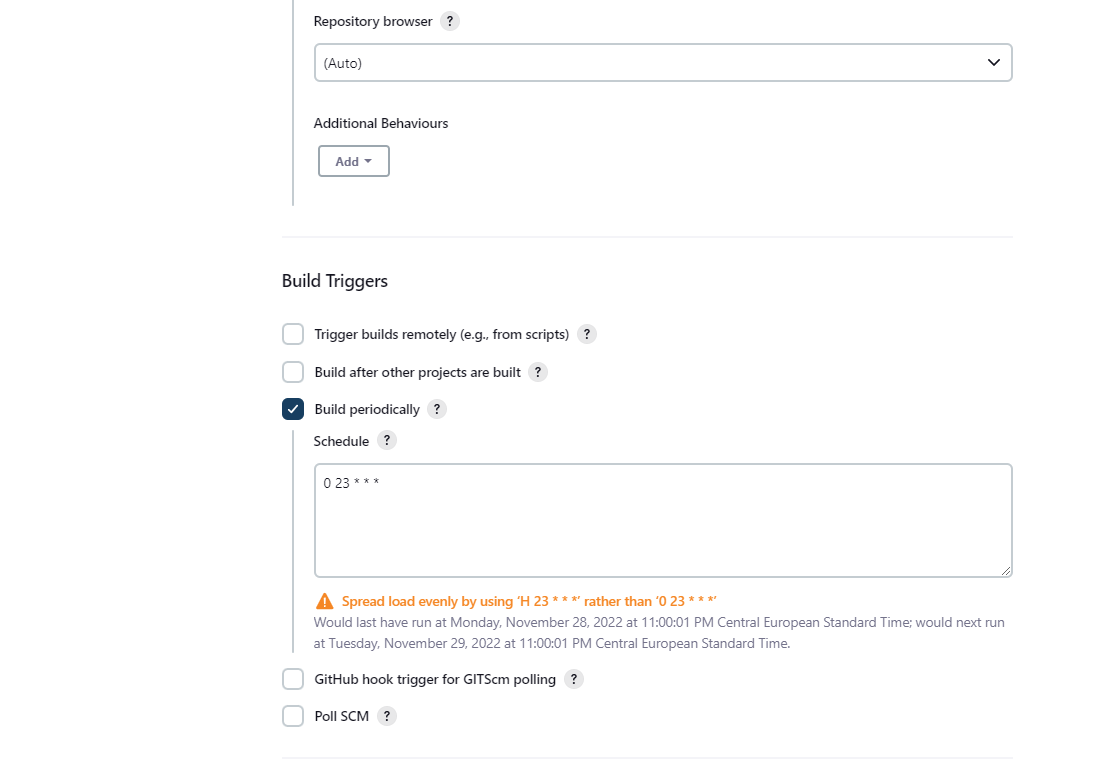 Repository browser ?
(Auto)
Additional Behaviours
Add
Build Triggers
Trigger builds remotely (e.g., from scripts) ?
Build after other projects are built ?
Build periodically ?
Schedule ?
0 23 * * *
Spread load evenly by using ‘H 23 * * *’ rather than ‘0 23 * * *’
Would last have run at Monday, November 28, 2022 at 11:00:01 PM Central European Standard Time; would next run
at Tuesday, November 29, 2022 at 11:00:01 PM Central European Standard Time.
GitHub hook trigger for GITScm polling ?
Poll SCM ?